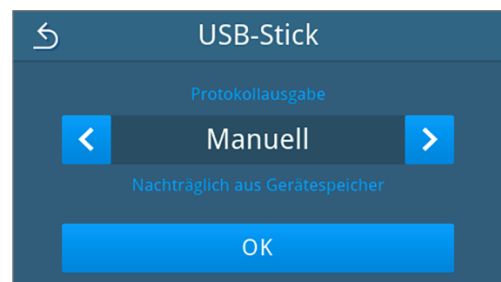 USB-Stick
Protokollausgabe
Manuell
Nachträglich aus Gerätespeicher
OK